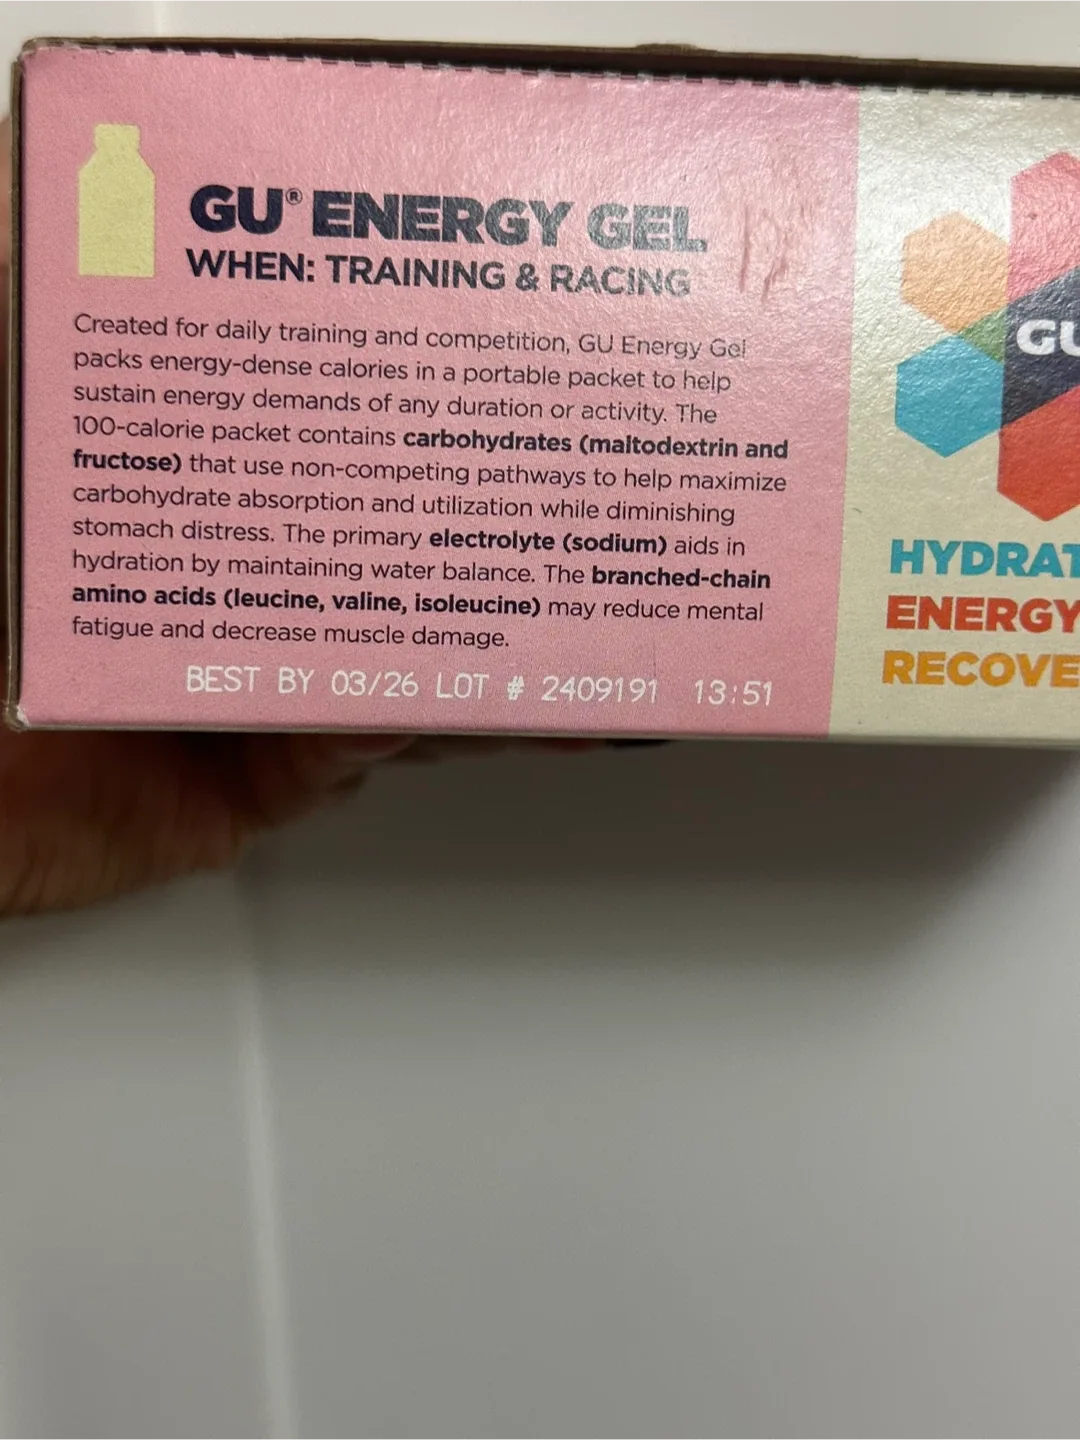 GU® ENERGY GEL
WHEN: TRAINING & RACING
Created for daily training and competition, GU Energy Gel
packs energy-dense calories in a portable packet to help
sustain energy demands of any duration or activity. The
100-calorie packet contains carbohydrates (maltodextrin and
fructose) that use non-competing pathways to help maximize
carbohydrate absorption and utilization while diminishing
stomach distress. The primary electrolyte (sodium) aids in
hydration by maintaining water balance. The branched-chain
amino acids (leucine, valine, isoleucine) may reduce mental
fatigue and decrease muscle damage.
BEST BY 03/26 LOT # 2409191 13:51
GU
HYDRAT
ENERGY
RECOVE